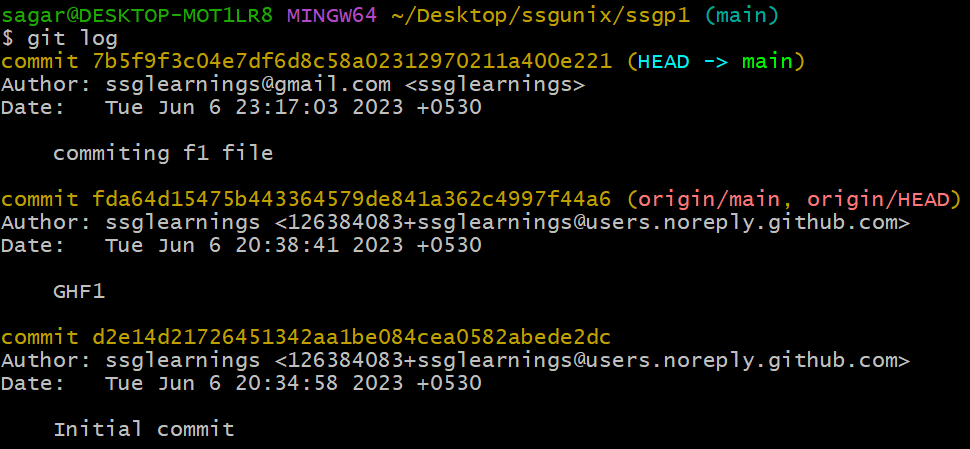 sagar@DESKTOP-MOT1LR8 MINGW64 ~/Desktop/ssgunix/ssgp1 (main)
$ git log
commit 7b5f9f3c04e7df6d8c58a02312970211a400e221 (HEAD -> main)
Author: ssglearnings@gmail.com <ssglearnings>
Date:   Tue Jun 6 23:17:03 2023 +0530
commiting f1 file
commit fda64d15475b443364579de841a362c4997f44a6 (origin/main, origin/HEAD)
Author: ssglearnings <126384083+ssglearnings@users.noreply.github.com>
Date:   Tue Jun 6 20:38:41 2023 +0530
GHF1
commit d2e14d21726451342aa1be084cea0582abede2dc
Author: ssglearnings <126384083+ssglearnings@users.noreply.github.com>
Date:   Tue Jun 6 20:34:58 2023 +0530
Initial commit